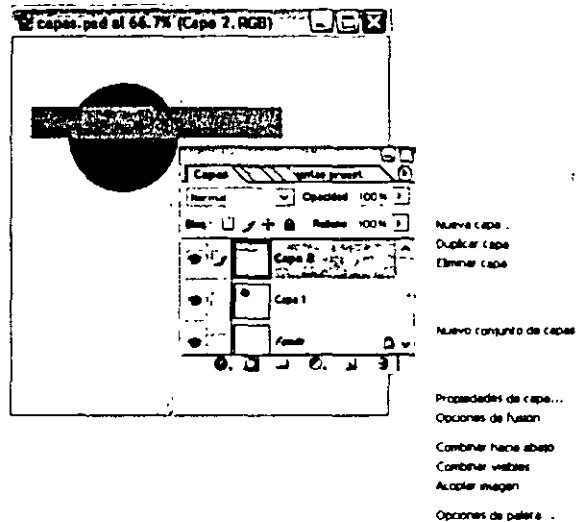 capas.psd al 66.7% (Capa 2, RGB)
Capas
Normal
Opacidad: 100%
Relleno: 100%
Capa 2
Capa 1
Fondo
Nueva capa...
Duplicar capa
Eliminar capa
Nuevo conjunto de capas
Propiedades de capa...
Opciones de fusión
Combinar hacia abajo
Combinar visibles
Acoplar imagen
Opciones de paleta...